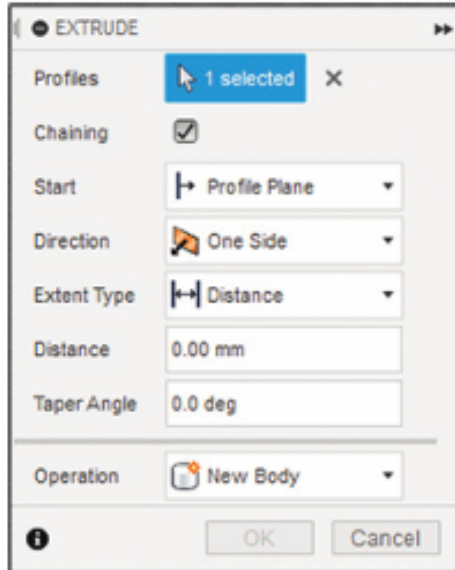 EXTRUDE
Profiles 1 selected
Chaining
Start Profile Plane
Direction One Side
Extent Type Distance
Distance 0.00 mm
Taper Angle 0.0 deg
Operation New Body
OK Cancel